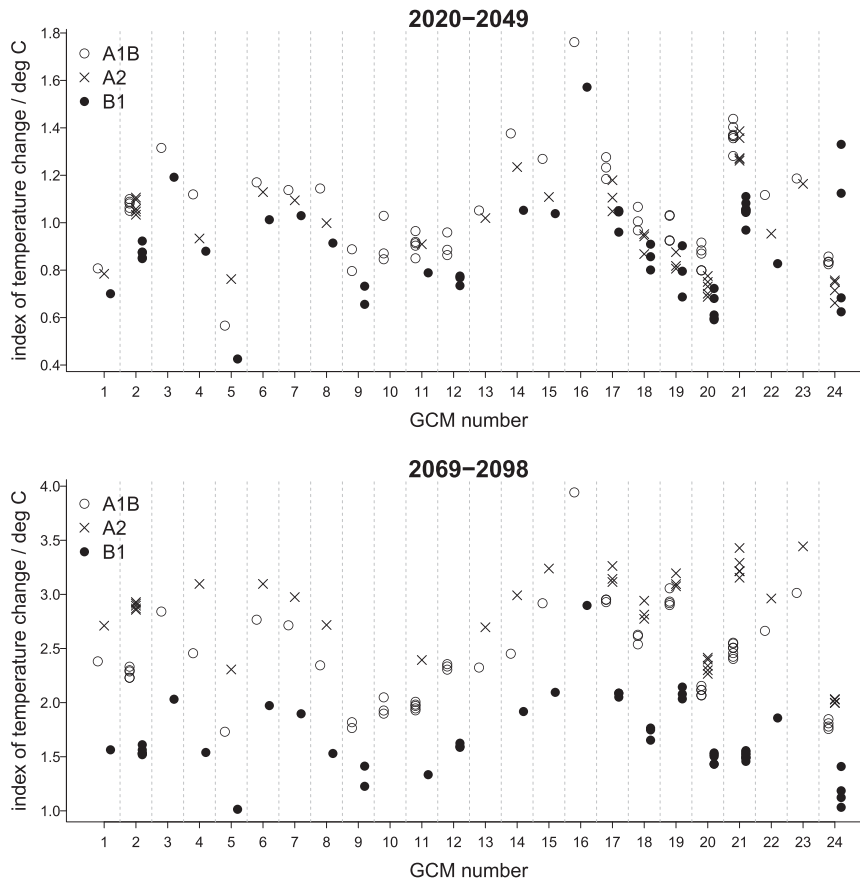 2020−2049
index of temperature change / deg C
1.8
1.6
1.4
1.2
1.0
0.8
0.6
0.4
A1B
A2
B1
1 2 3 4 5 6 7 8 9 10 11 12 13 14 15 16 17 18 19 20 21 22 23 24
GCM number
2069−2098
index of temperature change / deg C
4.0
3.5
3.0
2.5
2.0
1.5
1.0
A1B
A2
B1
1 2 3 4 5 6 7 8 9 10 11 12 13 14 15 16 17 18 19 20 21 22 23 24
GCM number